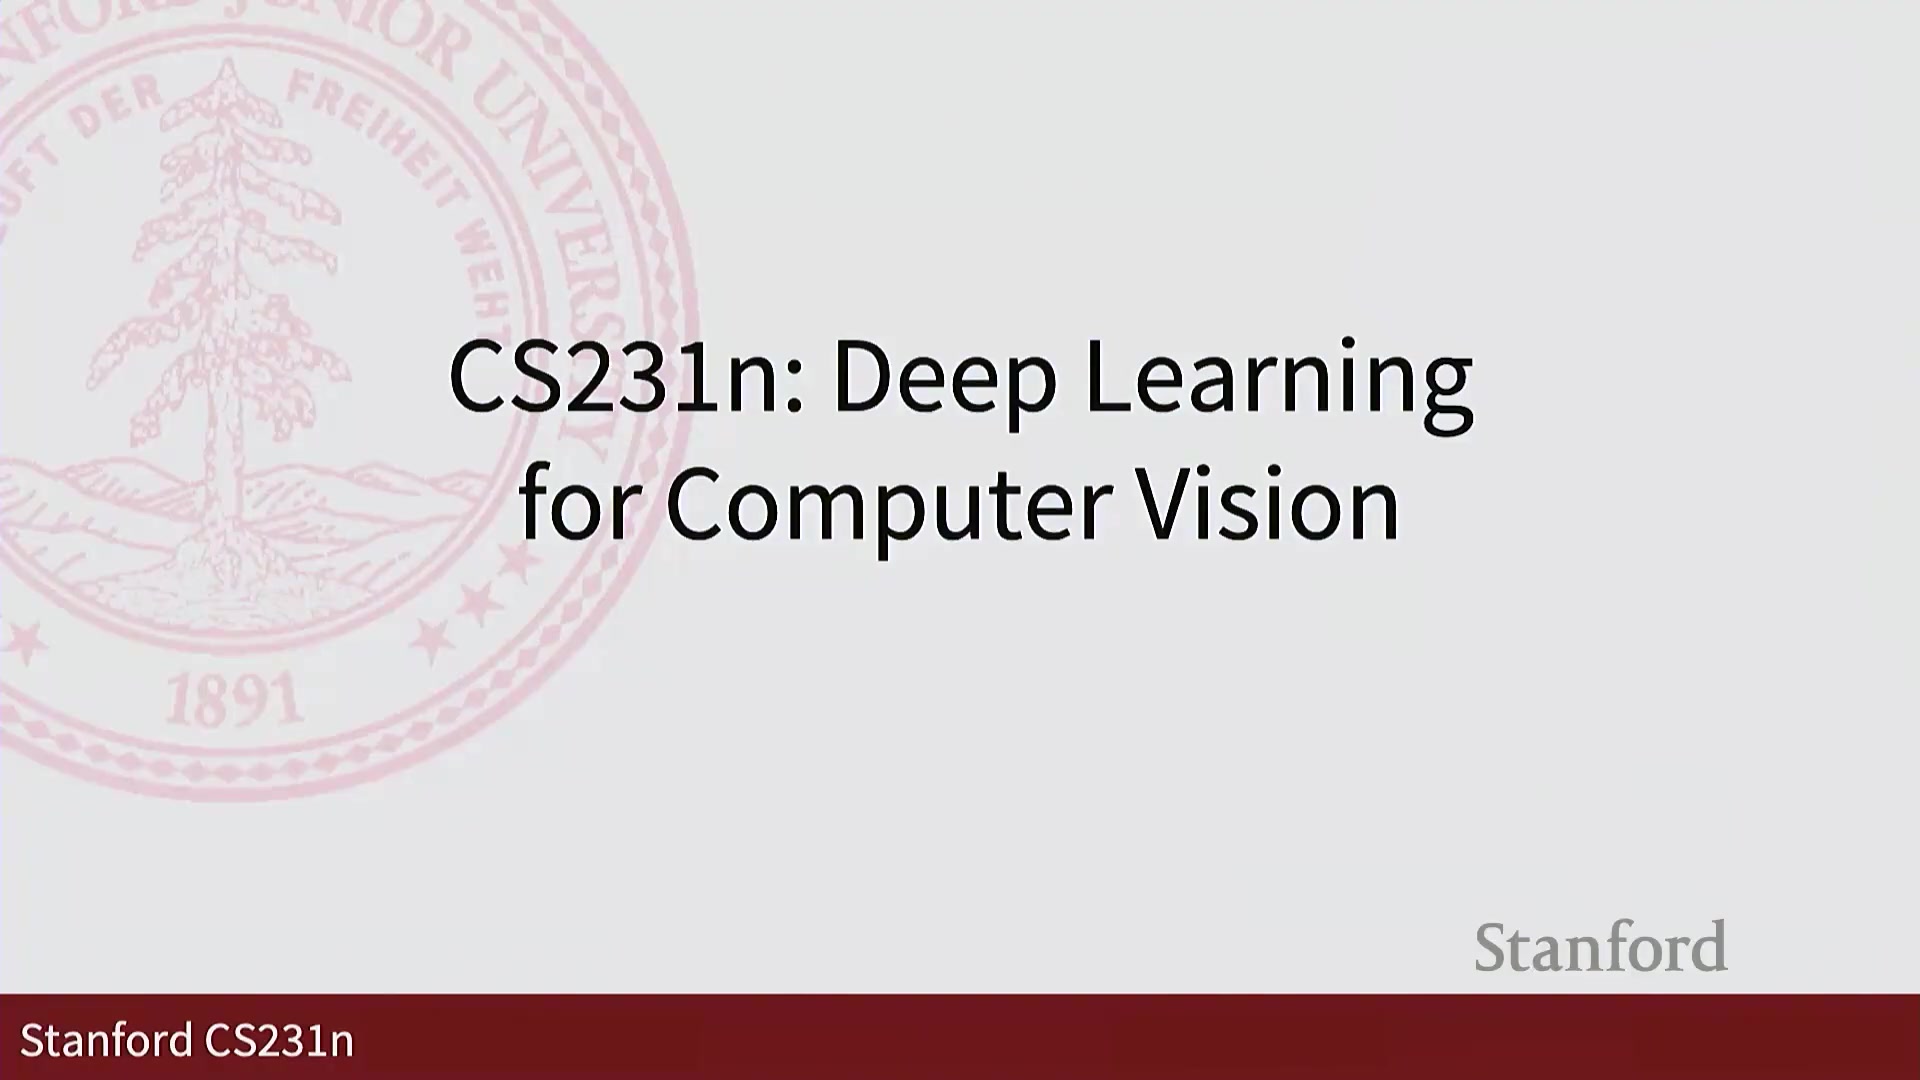 NFORD JUNIOR UNIVERSITY
UFT DER FREIHEIT WEHT
1891
CS231n: Deep Learning
for Computer Vision
Stanford
Stanford CS231n